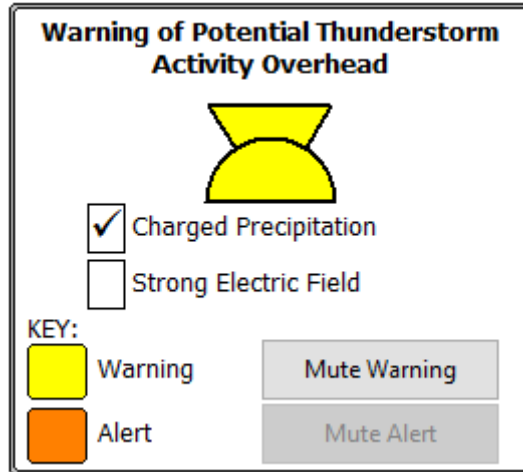 Warning of Potential Thunderstorm
Activity Overhead
Charged Precipitation
Strong Electric Field
KEY:
Warning
Mute Warning
Alert
Mute Alert